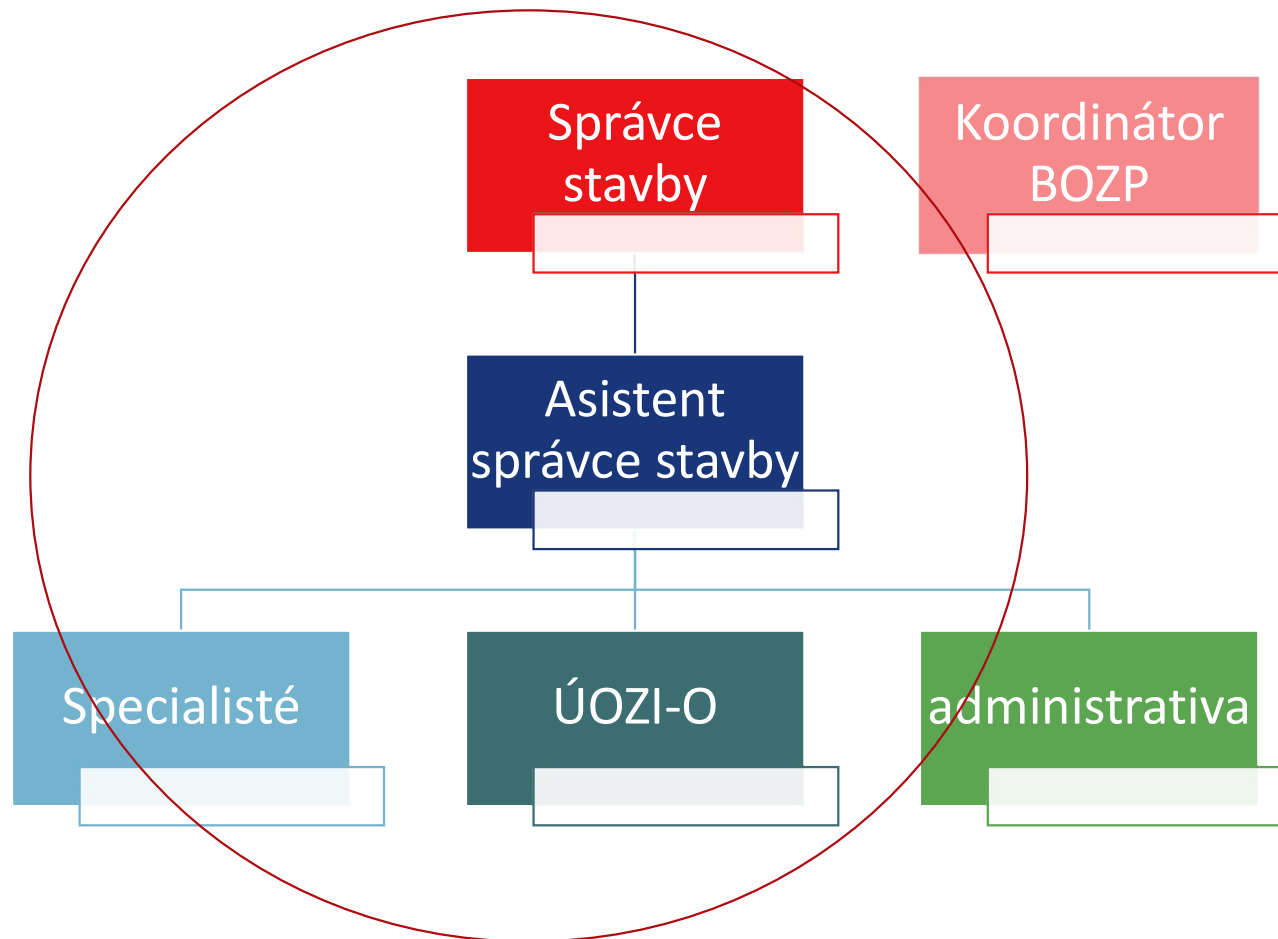 Správce
stavby
Koordinátor
BOZP
Asistent
správce stavby
Specialisté
ÚOZI-O
administrativa